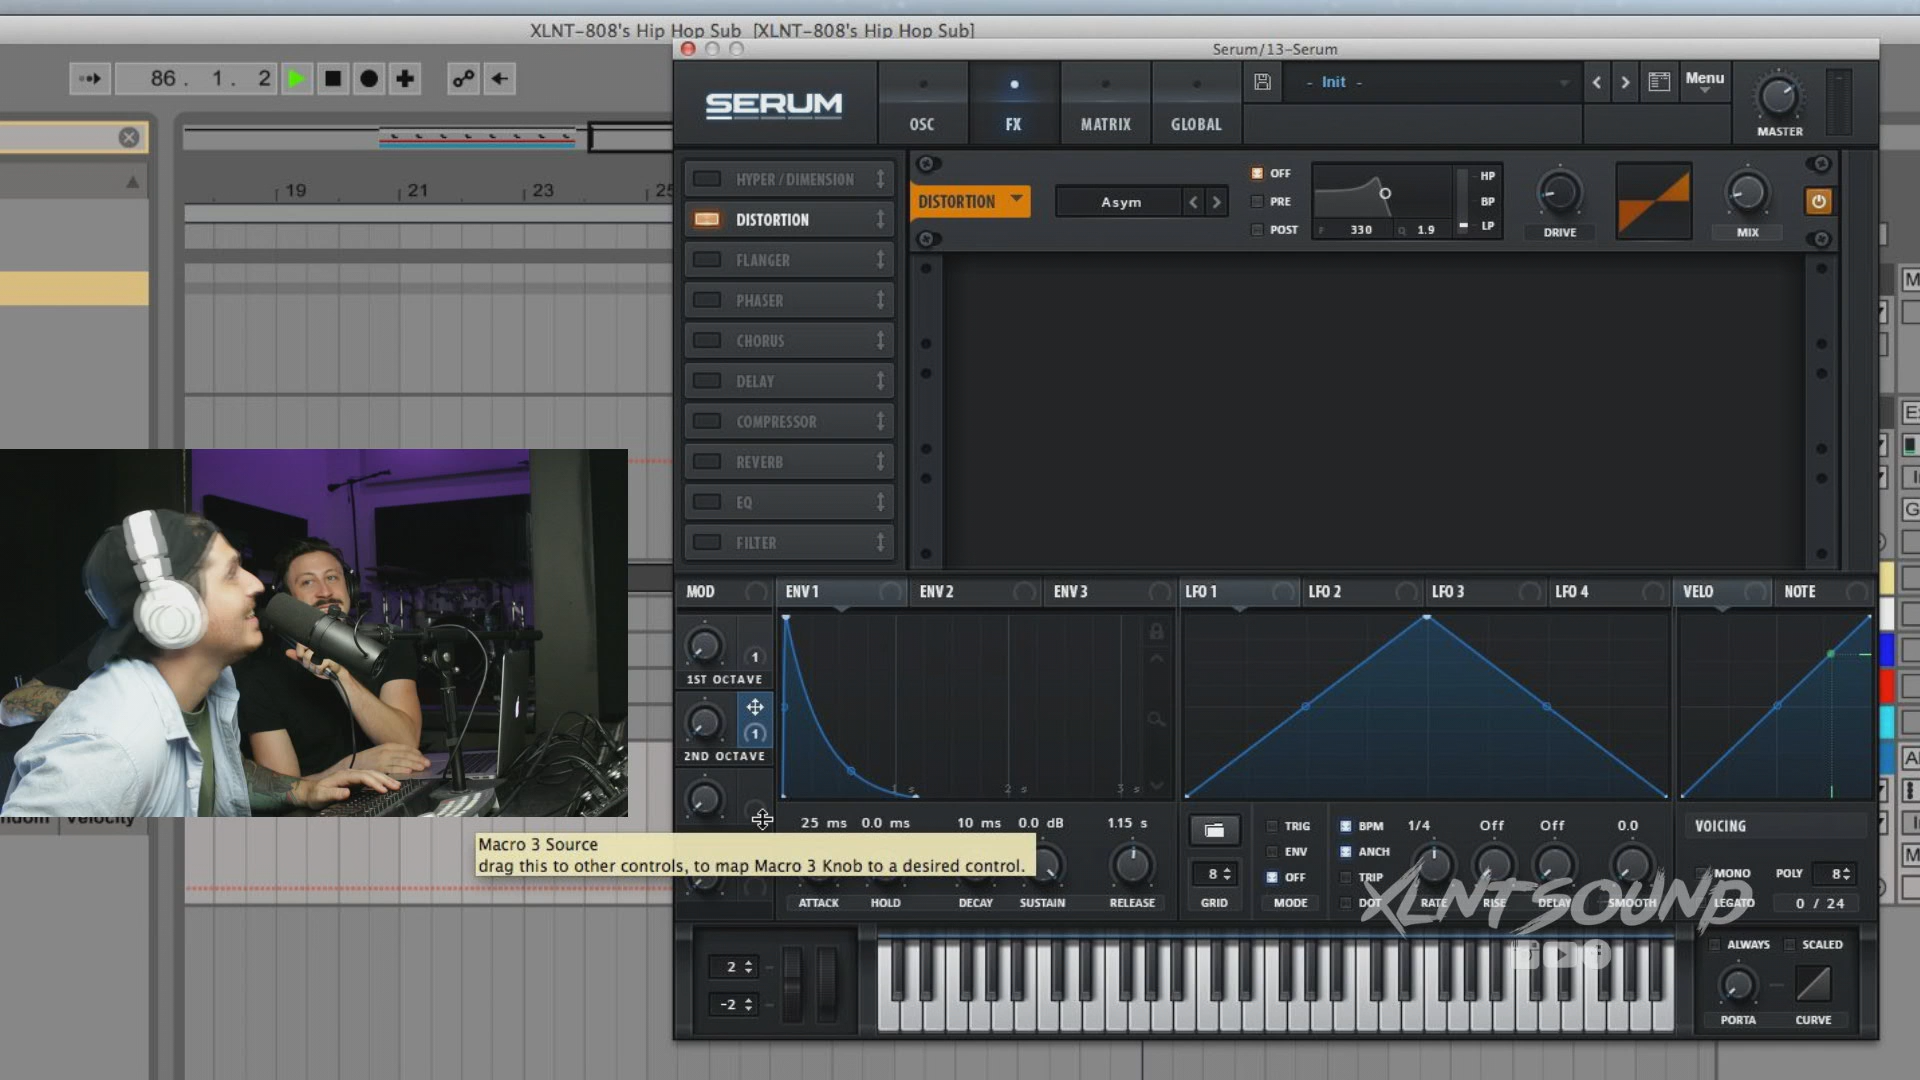 XLNT-808's Hip Hop Sub [XLNT-808's Hip Hop Sub]
Serum/13-Serum
86. 1. 2
SERUM
OSC
FX
MATRIX
GLOBAL
- Init -
Menu
MASTER
19
21
23
25
HYPER / DIMENSION
DISTORTION
FLANGER
PHASER
CHORUS
DELAY
COMPRESSOR
REVERB
EQ
FILTER
DISTORTION
Asym
OFF
PRE
POST
F 330 Q 1.9
HP
BP
LP
DRIVE
MIX
MOD
ENV 1
ENV 2
ENV 3
LFO 1
LFO 2
LFO 3
LFO 4
VELO
NOTE
1
1ST OCTAVE
1
2ND OCTAVE
1 s
2 s
3 s
25 ms
0.0 ms
10 ms
0.0 dB
1.15 s
ATTACK
HOLD
DECAY
SUSTAIN
RELEASE
Macro 3 Source
drag this to other controls, to map Macro 3 Knob to a desired control.
Velocity
8
GRID
TRIG
ENV
OFF
MODE
BPM
ANCH
TRIP
DOT
1/4
Off
Off
0.0
RATE
RISE
DELAY
SMOOTH
VOICING
MONO
POLY
8
LEGATO
0 / 24
XLNTSOUND
ALWAYS
SCALED
PORTA
CURVE
2
-2